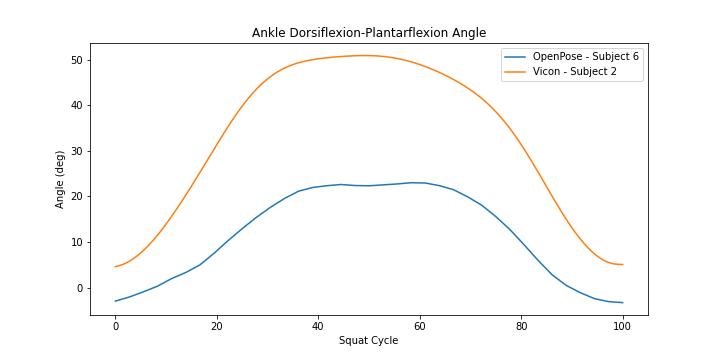 Ankle Dorsiflexion-Plantarflexion Angle
OpenPose - Subject 6
Vicon - Subject 2
Angle (deg)
50
40
30
20
10
0
0 20 40 60 80 100
Squat Cycle